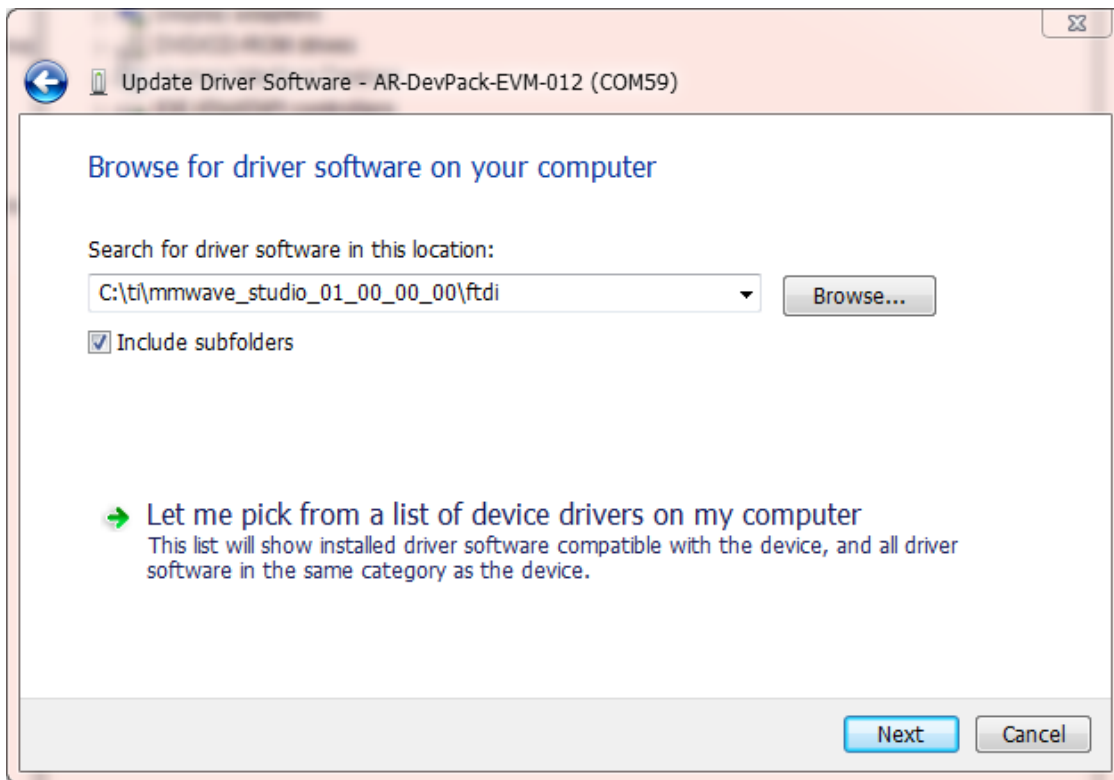 Update Driver Software - AR-DevPack-EVM-012 (COM59)
Browse for driver software on your computer
Search for driver software in this location:
C:\ti\mmwave_studio_01_00_00_00\ftdi
Browse...
Include subfolders
Let me pick from a list of device drivers on my computer
This list will show installed driver software compatible with the device, and all driver
software in the same category as the device.
Next
Cancel